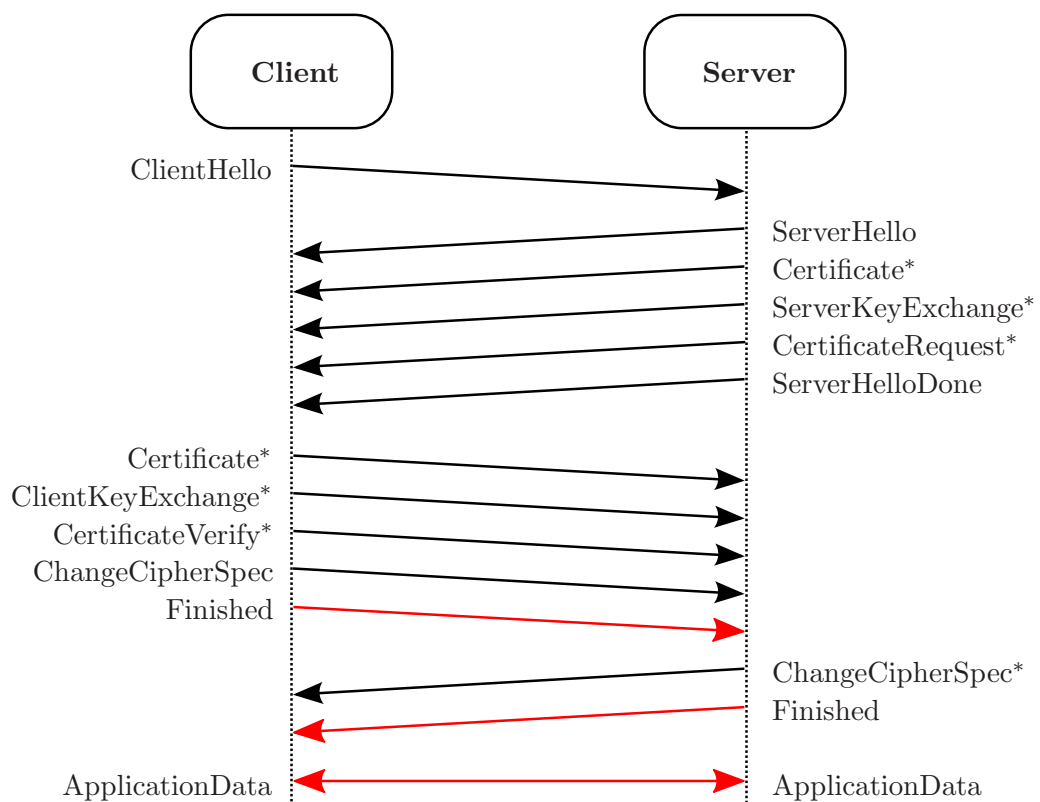 Client
Server
ClientHello
ServerHello
Certificate*
ServerKeyExchange*
CertificateRequest*
ServerHelloDone
Certificate*
ClientKeyExchange*
CertificateVerify*
ChangeCipherSpec
Finished
ChangeCipherSpec*
Finished
ApplicationData
ApplicationData